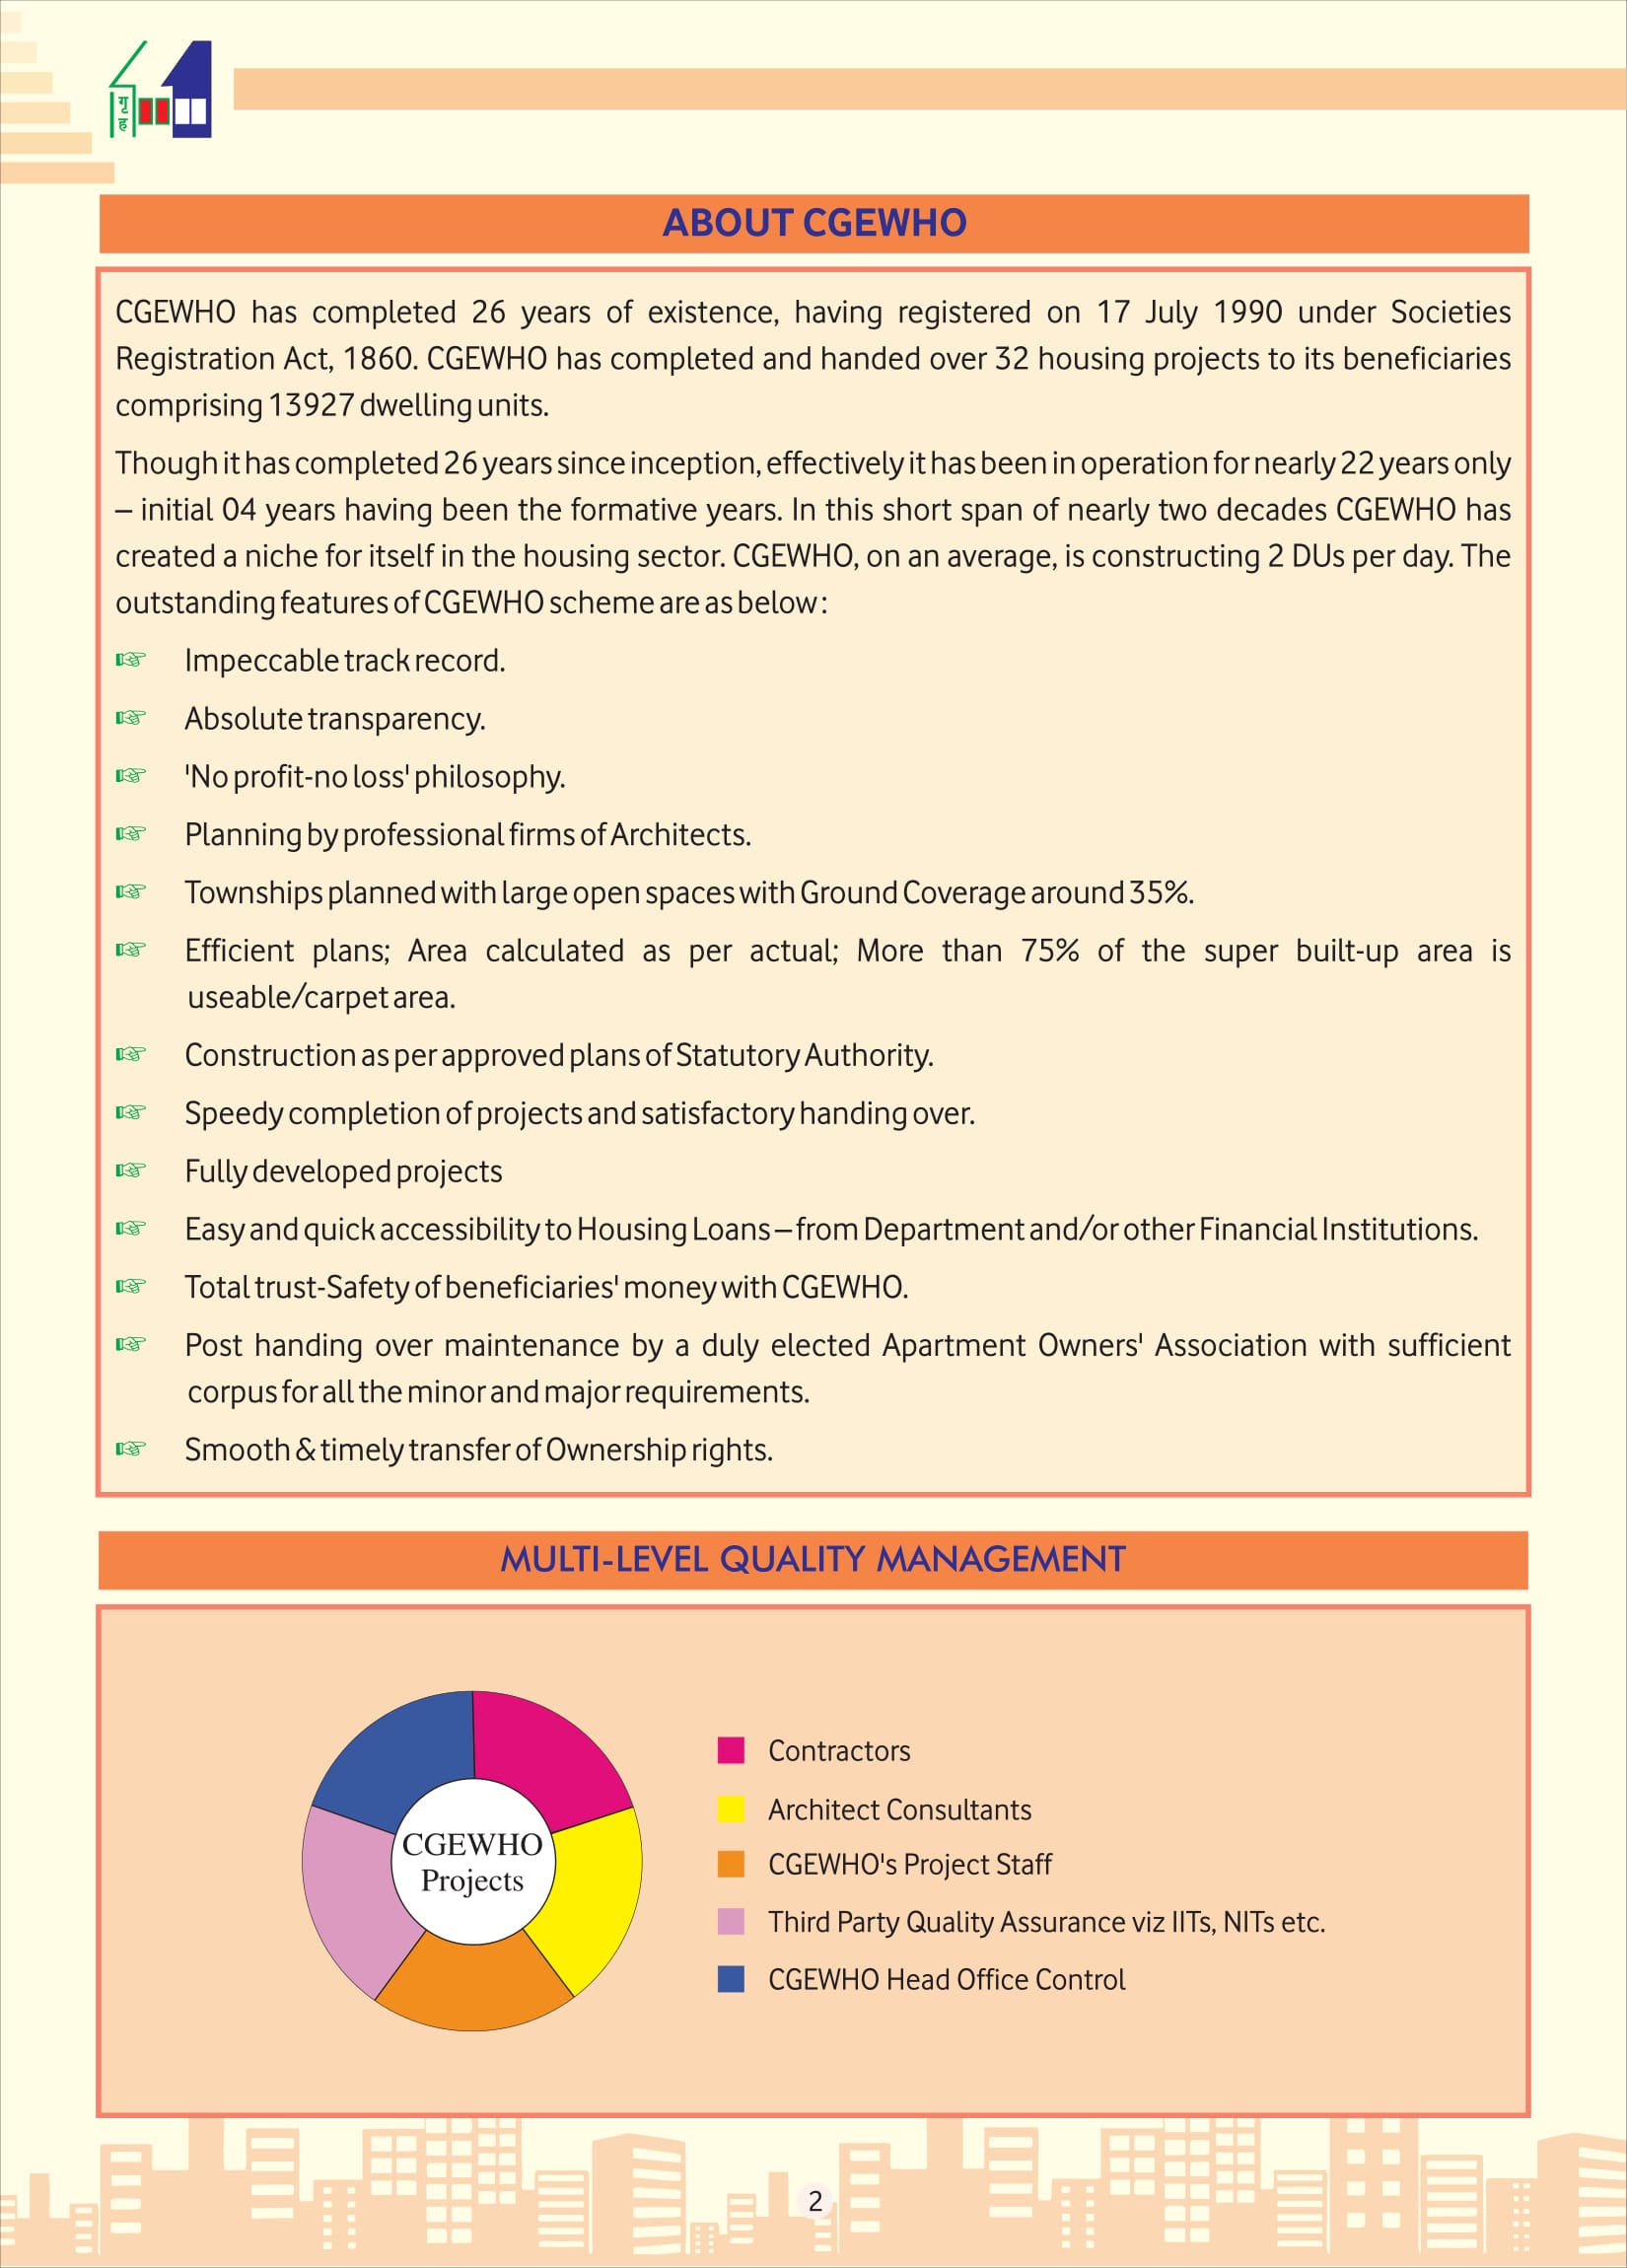 गृह
ABOUT CGEWHO
CGEWHO has completed 26 years of existence, having registered on 17 July 1990 under Societies
Registration Act, 1860. CGEWHO has completed and handed over 32 housing projects to its beneficiaries
comprising 13927 dwelling units.
Though it has completed 26 years since inception, effectively it has been in operation for nearly 22 years only
– initial 04 years having been the formative years. In this short span of nearly two decades CGEWHO has
created a niche for itself in the housing sector. CGEWHO, on an average, is constructing 2 DUs per day. The
outstanding features of CGEWHO scheme are as below :
☞ Impeccable track record.
☞ Absolute transparency.
☞ 'No profit-no loss' philosophy.
☞ Planning by professional firms of Architects.
☞ Townships planned with large open spaces with Ground Coverage around 35%.
☞ Efficient plans; Area calculated as per actual; More than 75% of the super built-up area is
useable/carpet area.
☞ Construction as per approved plans of Statutory Authority.
☞ Speedy completion of projects and satisfactory handing over.
☞ Fully developed projects
☞ Easy and quick accessibility to Housing Loans – from Department and/or other Financial Institutions.
☞ Total trust-Safety of beneficiaries' money with CGEWHO.
☞ Post handing over maintenance by a duly elected Apartment Owners' Association with sufficient
corpus for all the minor and major requirements.
☞ Smooth & timely transfer of Ownership rights.
MULTI-LEVEL QUALITY MANAGEMENT
CGEWHO
Projects
Contractors
Architect Consultants
CGEWHO's Project Staff
Third Party Quality Assurance viz IITs, NITs etc.
CGEWHO Head Office Control
2